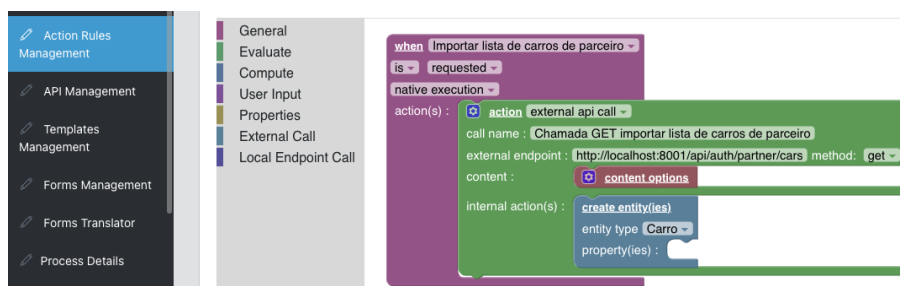 Action Rules
Management
API Management
Templates
Management
Forms Management
Forms Translator
Process Details
General
Evaluate
Compute
User Input
Properties
External Call
Local Endpoint Call
when Importar lista de carros de parceiro
is requested
native execution
action(s) :
action external api call
call name : Chamada GET importar lista de carros de parceiro
external endpoint : http://localhost:8001/api/auth/partner/cars method: get
content : content options
internal action(s) : create entity(ies)
entity type Carro
property(ies) :